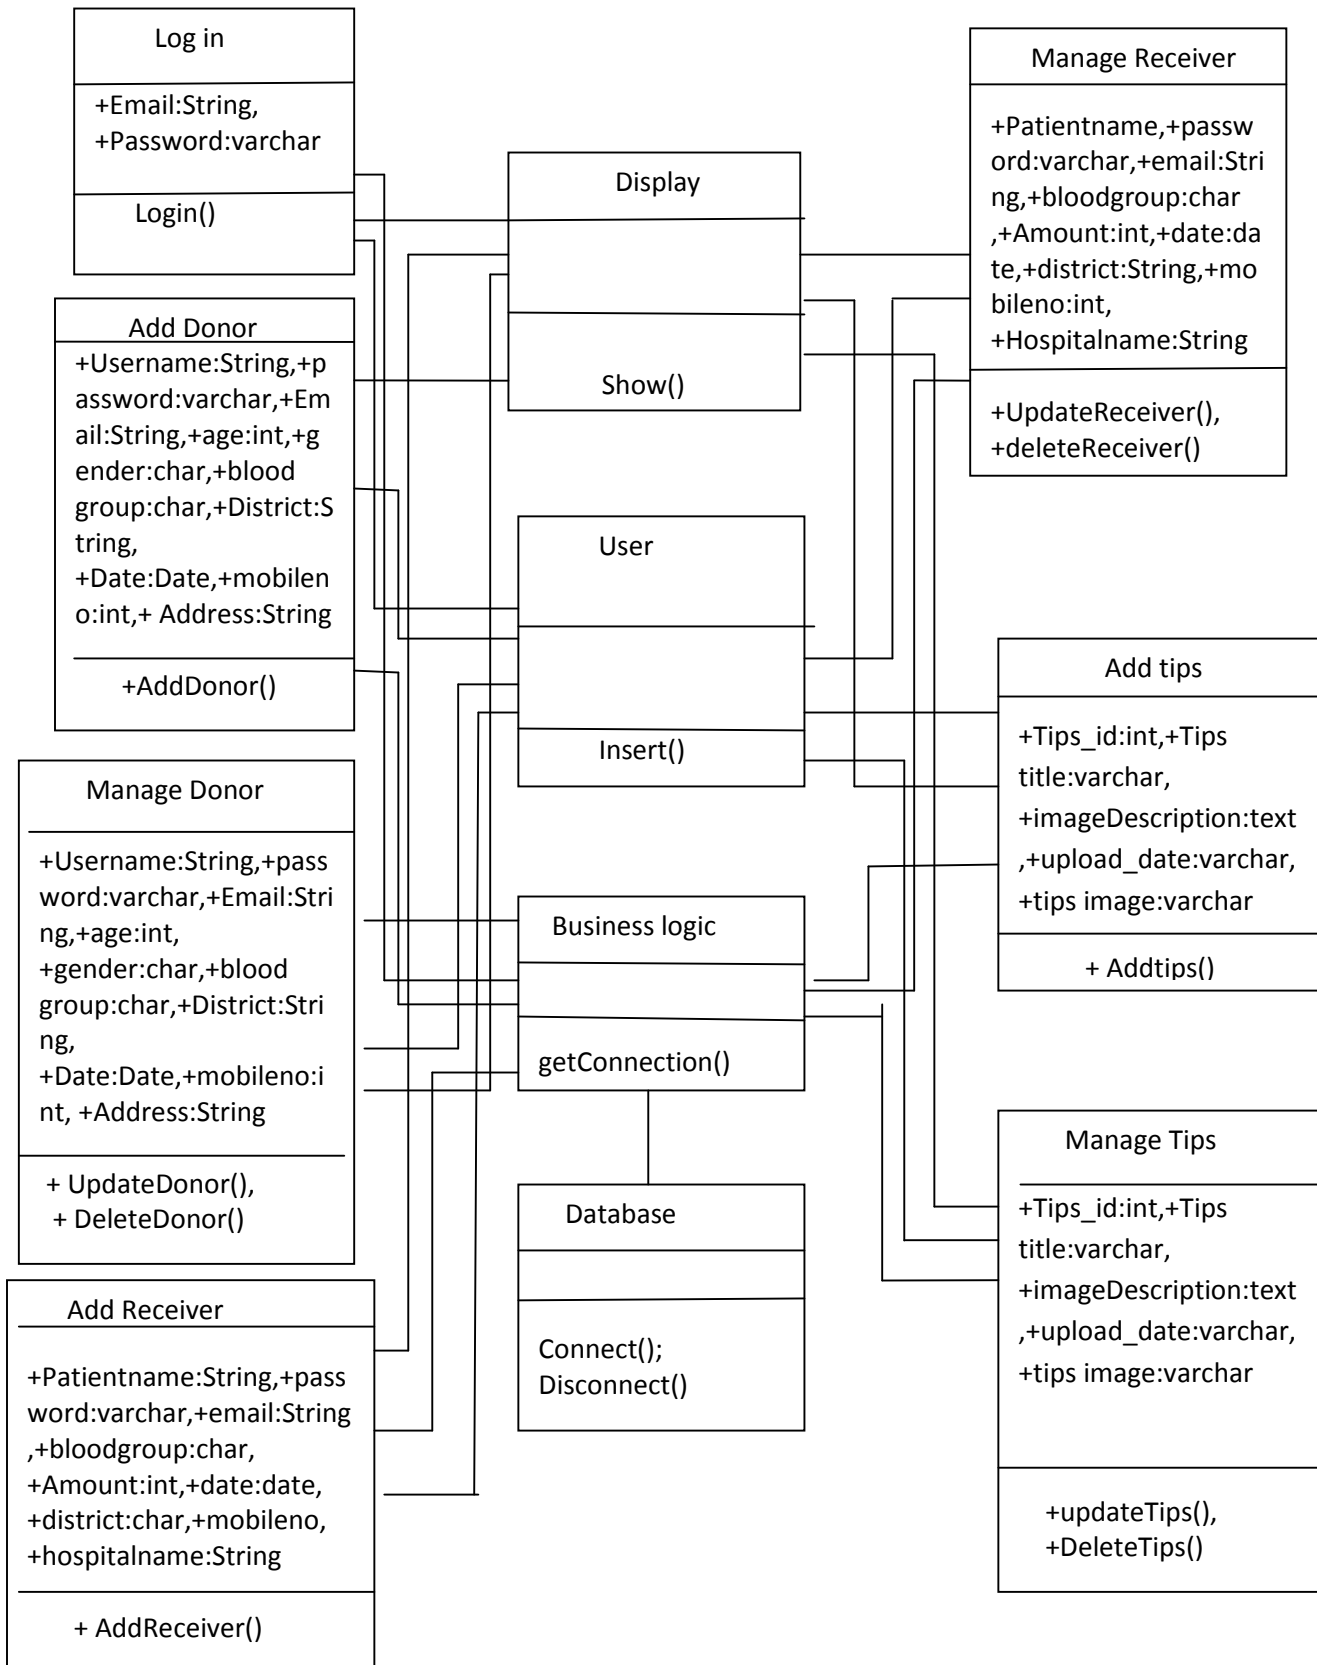 Log in
+Email:String,
+Password:varchar
Login()
Add Donor
+Username:String,+p
assword:varchar,+Em
ail:String,+age:int,+g
ender:char,+blood
group:char,+District:S
tring,
+Date:Date,+mobilen
o:int,+ Address:String
+AddDonor()
Manage Donor
+Username:String,+pass
word:varchar,+Email:Stri
ng,+age:int,
+gender:char,+blood
group:char,+District:Stri
ng,
+Date:Date,+mobileno:i
nt, +Address:String
+ UpdateDonor(),
+ DeleteDonor()
Add Receiver
+Patientname:String,+pass
word:varchar,+email:String
,+bloodgroup:char,
+Amount:int,+date:date,
+district:char,+mobileno,
+hospitalname:String
+ AddReceiver()
Display
Show()
User
Insert()
Business logic
getConnection()
Database
Connect();
Disconnect()
Manage Receiver
+Patientname,+passw
ord:varchar,+email:Stri
ng,+bloodgroup:char
,+Amount:int,+date:da
te,+district:String,+mo
bileno:int,
+Hospitalname:String
+UpdateReceiver(),
+deleteReceiver()
Add tips
+Tips_id:int,+Tips
title:varchar,
+imageDescription:text
,+upload_date:varchar,
+tips image:varchar
+ Addtips()
Manage Tips
+Tips_id:int,+Tips
title:varchar,
+imageDescription:text
,+upload_date:varchar,
+tips image:varchar
+updateTips(),
+DeleteTips()